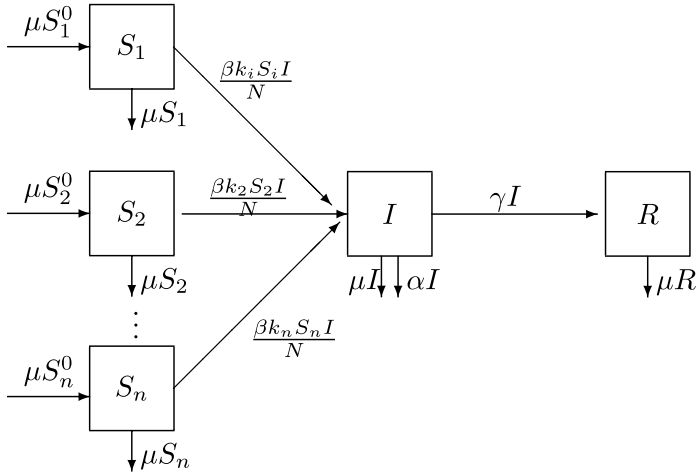 μS₁⁰
S₁
βkᵢSᵢI/N
μS₁
μS₂⁰
S₂
βk₂S₂I/N
I
γI
R
μS₂
μI
αI
μR
⋮
βkₙSₙI/N
μSₙ⁰
Sₙ
μSₙ